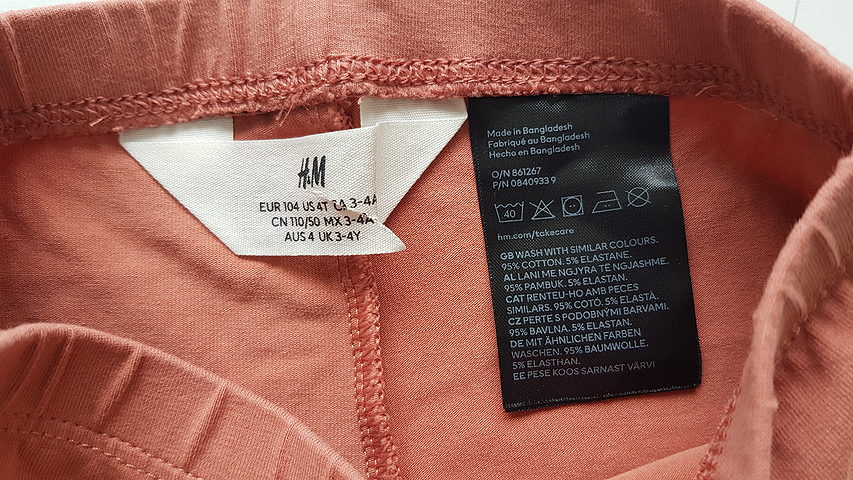 H&M
EUR 104 US 4T LA 3-4A
CN 110/50 MX 3-4A
AUS 4 UK 3-4Y
Made in Bangladesh
Fabriqué au Bangladesh
Hecho en Bangladesh
O/N 861267
P/N 0840933 9
40
hm.com/takecare
GB WASH WITH SIMILAR COLOURS.
95% COTTON. 5% ELASTANE.
AL LANI ME NGJYRA TE NGJASHME.
95% PAMBUK. 5% ELASTAN.
CAT RENTEU-HO AMB PECES
SIMILARS. 95% COTÓ. 5% ELASTÀ.
CZ PERTE S PODOBNÝMI BARVAMI.
95% BAVLNA. 5% ELASTAN.
DE MIT ÄHNLICHEN FARBEN
WASCHEN. 95% BAUMWOLLE.
5% ELASTHAN.
EE PESE KOOS SARNAST VÄRVI